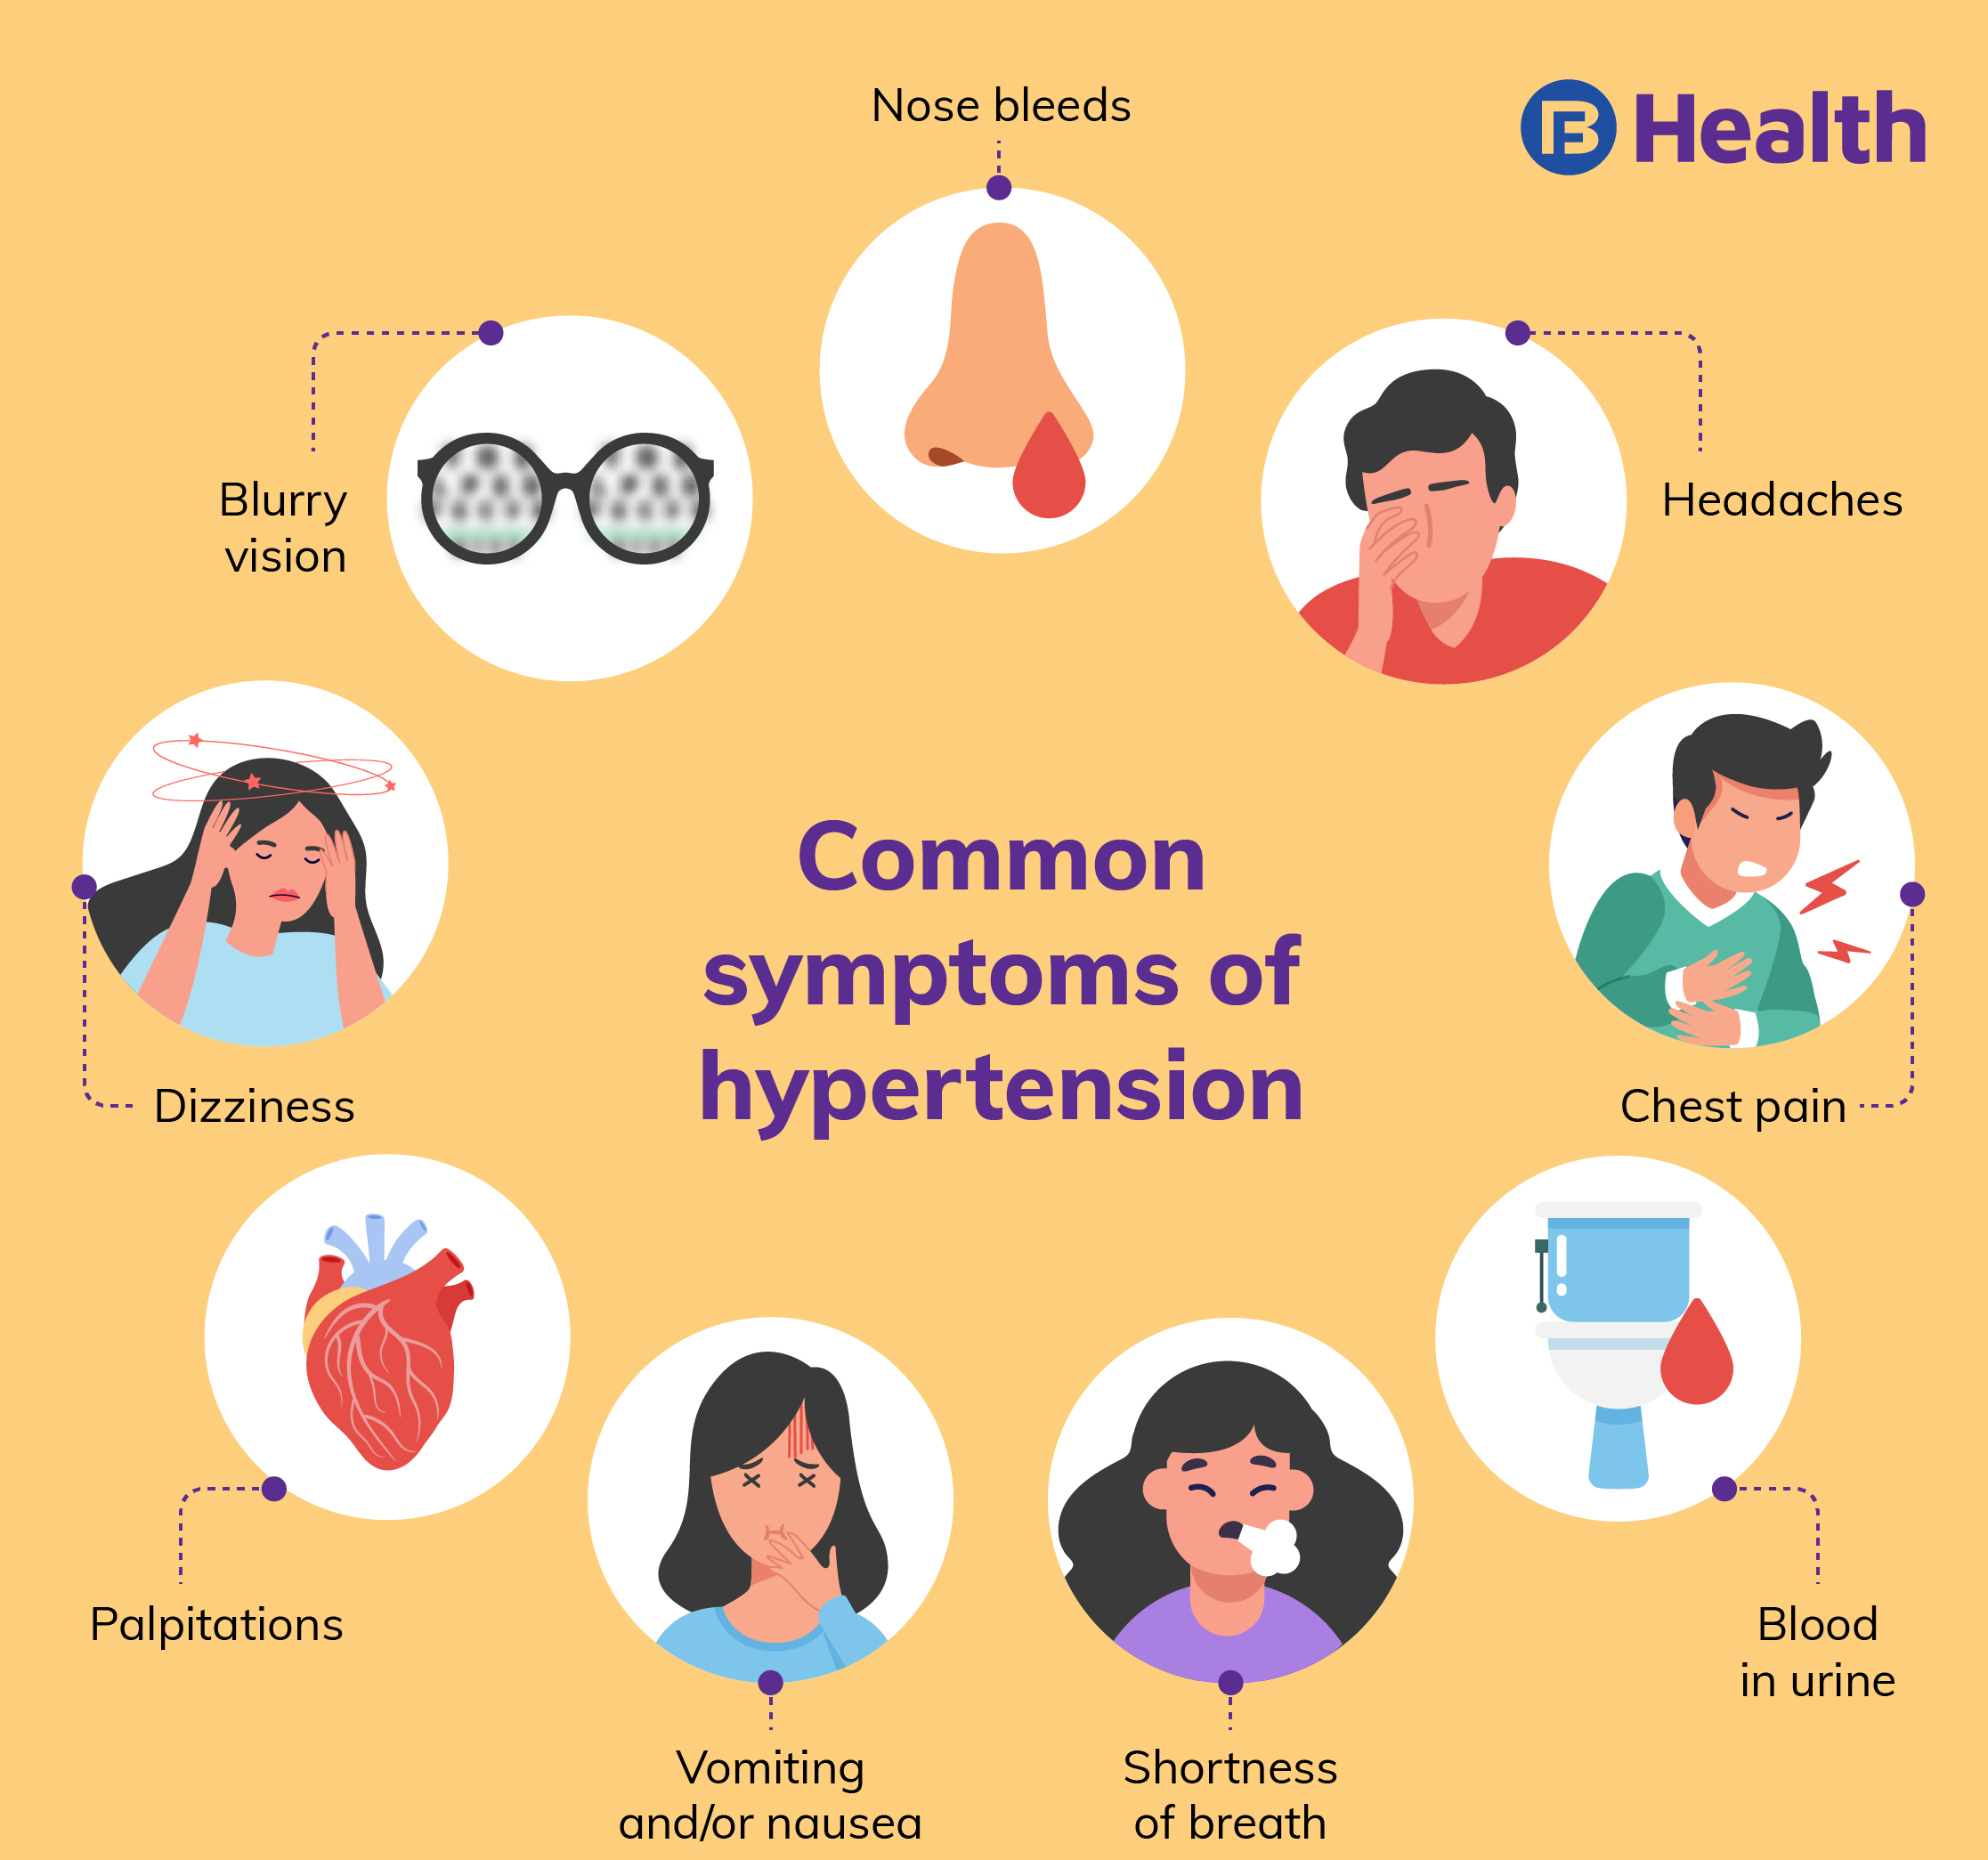 Nose bleeds
B Health
Blurry
vision
Headaches
Common
symptoms of
hypertension
Dizziness
Chest pain
Palpitations
Blood
in urine
Vomiting
and/or nausea
Shortness
of breath